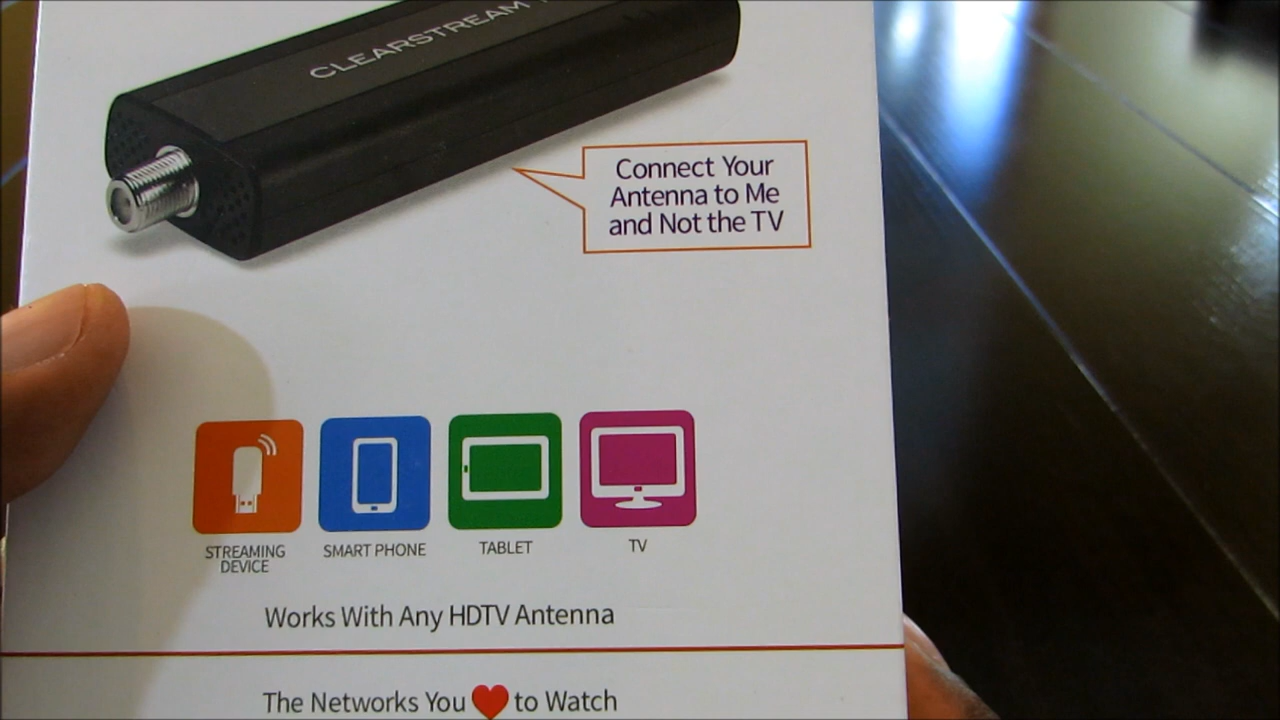 CLEARSTREAM
Connect Your
Antenna to Me
and Not the TV
STREAMING
DEVICE
SMART PHONE
TABLET
TV
Works With Any HDTV Antenna
The Networks You ❤ to Watch